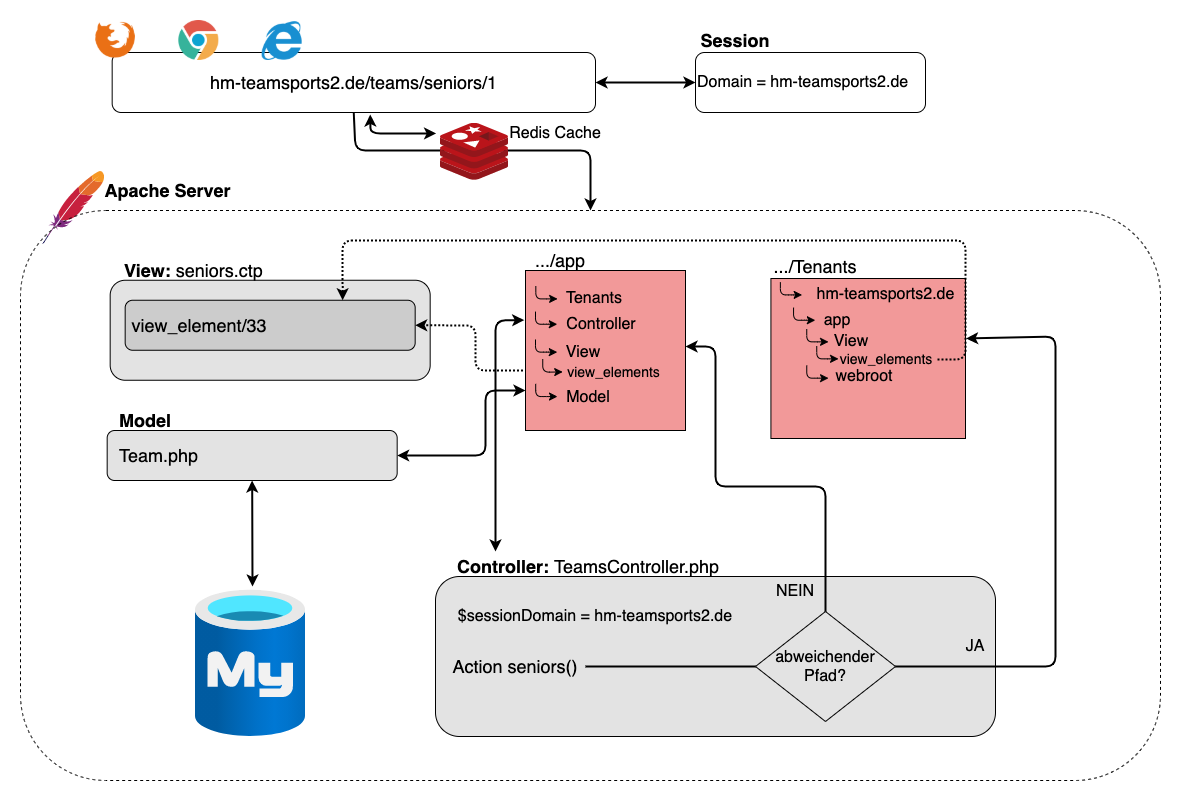 hm-teamsports2.de/teams/seniors/1
Session
Domain = hm-teamsports2.de
Redis Cache
Apache Server
View: seniors.ctp
view_element/33
.../app
Tenants
Controller
View
view_elements
Model
.../Tenants
hm-teamsports2.de
app
View
view_elements
webroot
Model
Team.php
My
Controller: TeamsController.php
$sessionDomain = hm-teamsports2.de
Action seniors()
NEIN
abweichender
Pfad?
JA